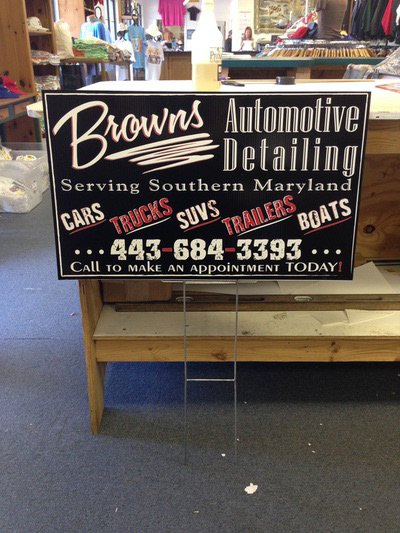 Browns Automotive
Detailing
Serving Southern Maryland
CARS TRUCKS SUVS TRAILERS BOATS
... 443-684-3393 ...
CALL TO MAKE AN APPOINTMENT TODAY!